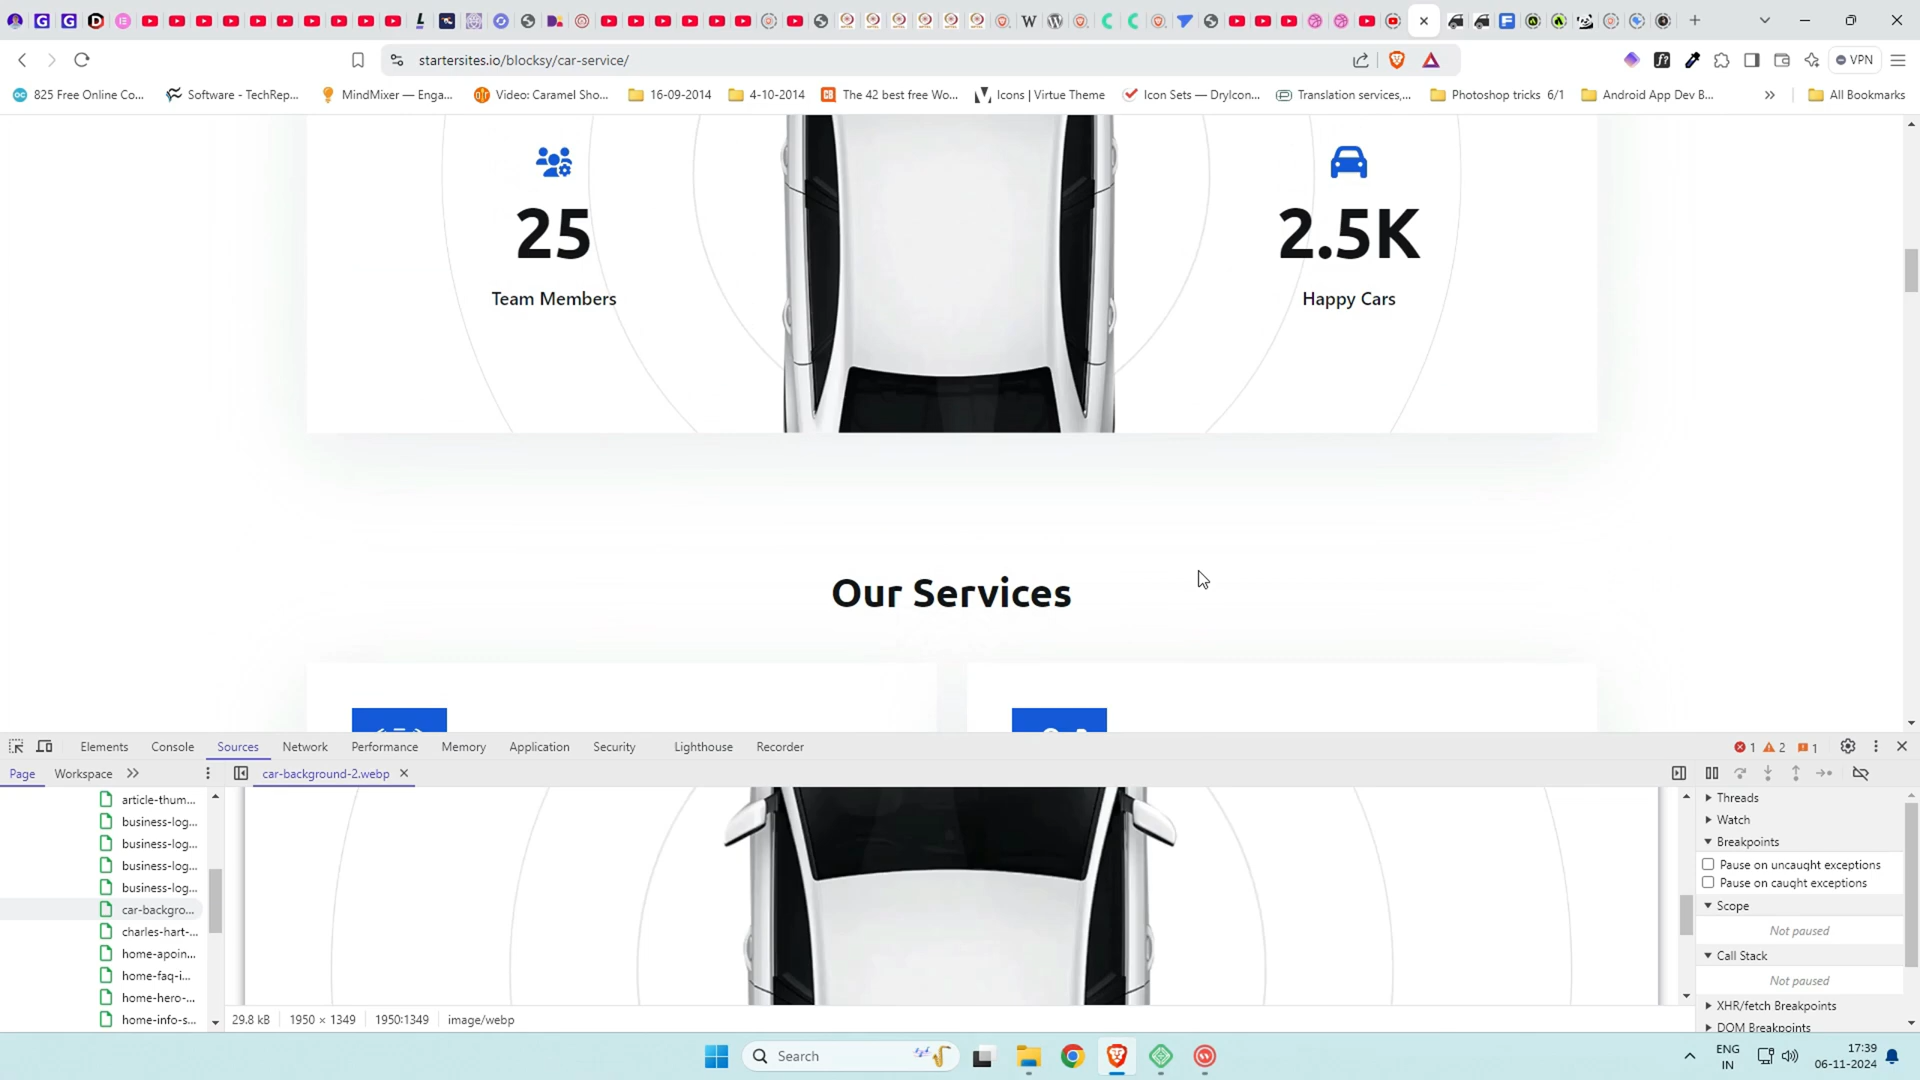 startersites.io/blocksy/car-service/
VPN
825 Free Online Co...
Software - TechRep...
MindMixer — Enga...
Video: Caramel Sho...
16-09-2014
4-10-2014
The 42 best free Wo...
Icons | Virtue Theme
Icon Sets — DryIcon...
Translation services,...
Photoshop tricks 6/1
Android App Dev B...
All Bookmarks
25
2.5K
Team Members
Happy Cars
Our Services
Elements
Console
Sources
Network
Performance
Memory
Application
Security
Lighthouse
Recorder
1
2
1
Page
Workspace
car-background-2.webp
article-thum...
business-log...
business-log...
business-log...
business-log...
car-backgro...
charles-hart-...
home-apoin...
home-faq-i...
home-hero-...
home-info-s...
Threads
Watch
Breakpoints
Pause on uncaught exceptions
Pause on caught exceptions
Scope
Not paused
Call Stack
Not paused
XHR/fetch Breakpoints
DOM Breakpoints
29.8 kB
1950 × 1349
1950:1349
image/webp
Search
ENG
IN
17:39
06-11-2024